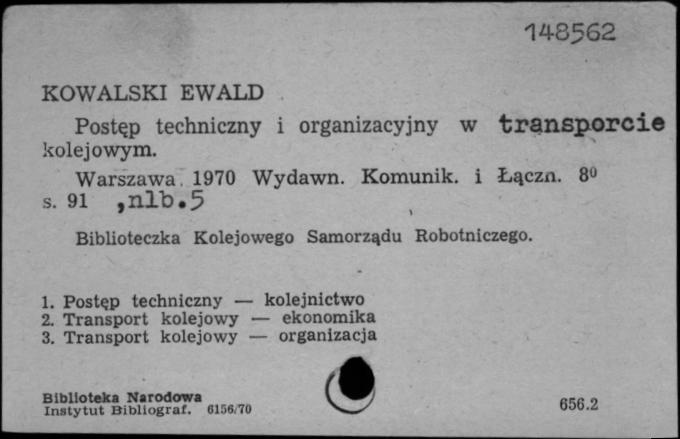 148562
KOWALSKI EWALD
Postęp techniczny i organizacyjny w transporcie
kolejowym.
Warszawa 1970 Wydawn. Komunik. i Łączn. 8⁰
s. 91 ,nlb.5
Biblioteczka Kolejowego Samorządu Robotniczego.
1. Postęp techniczny — kolejnictwo
2. Transport kolejowy — ekonomika
3. Transport kolejowy — organizacja
Biblioteka Narodowa
Instytut Bibliograf. 6156/70
656.2